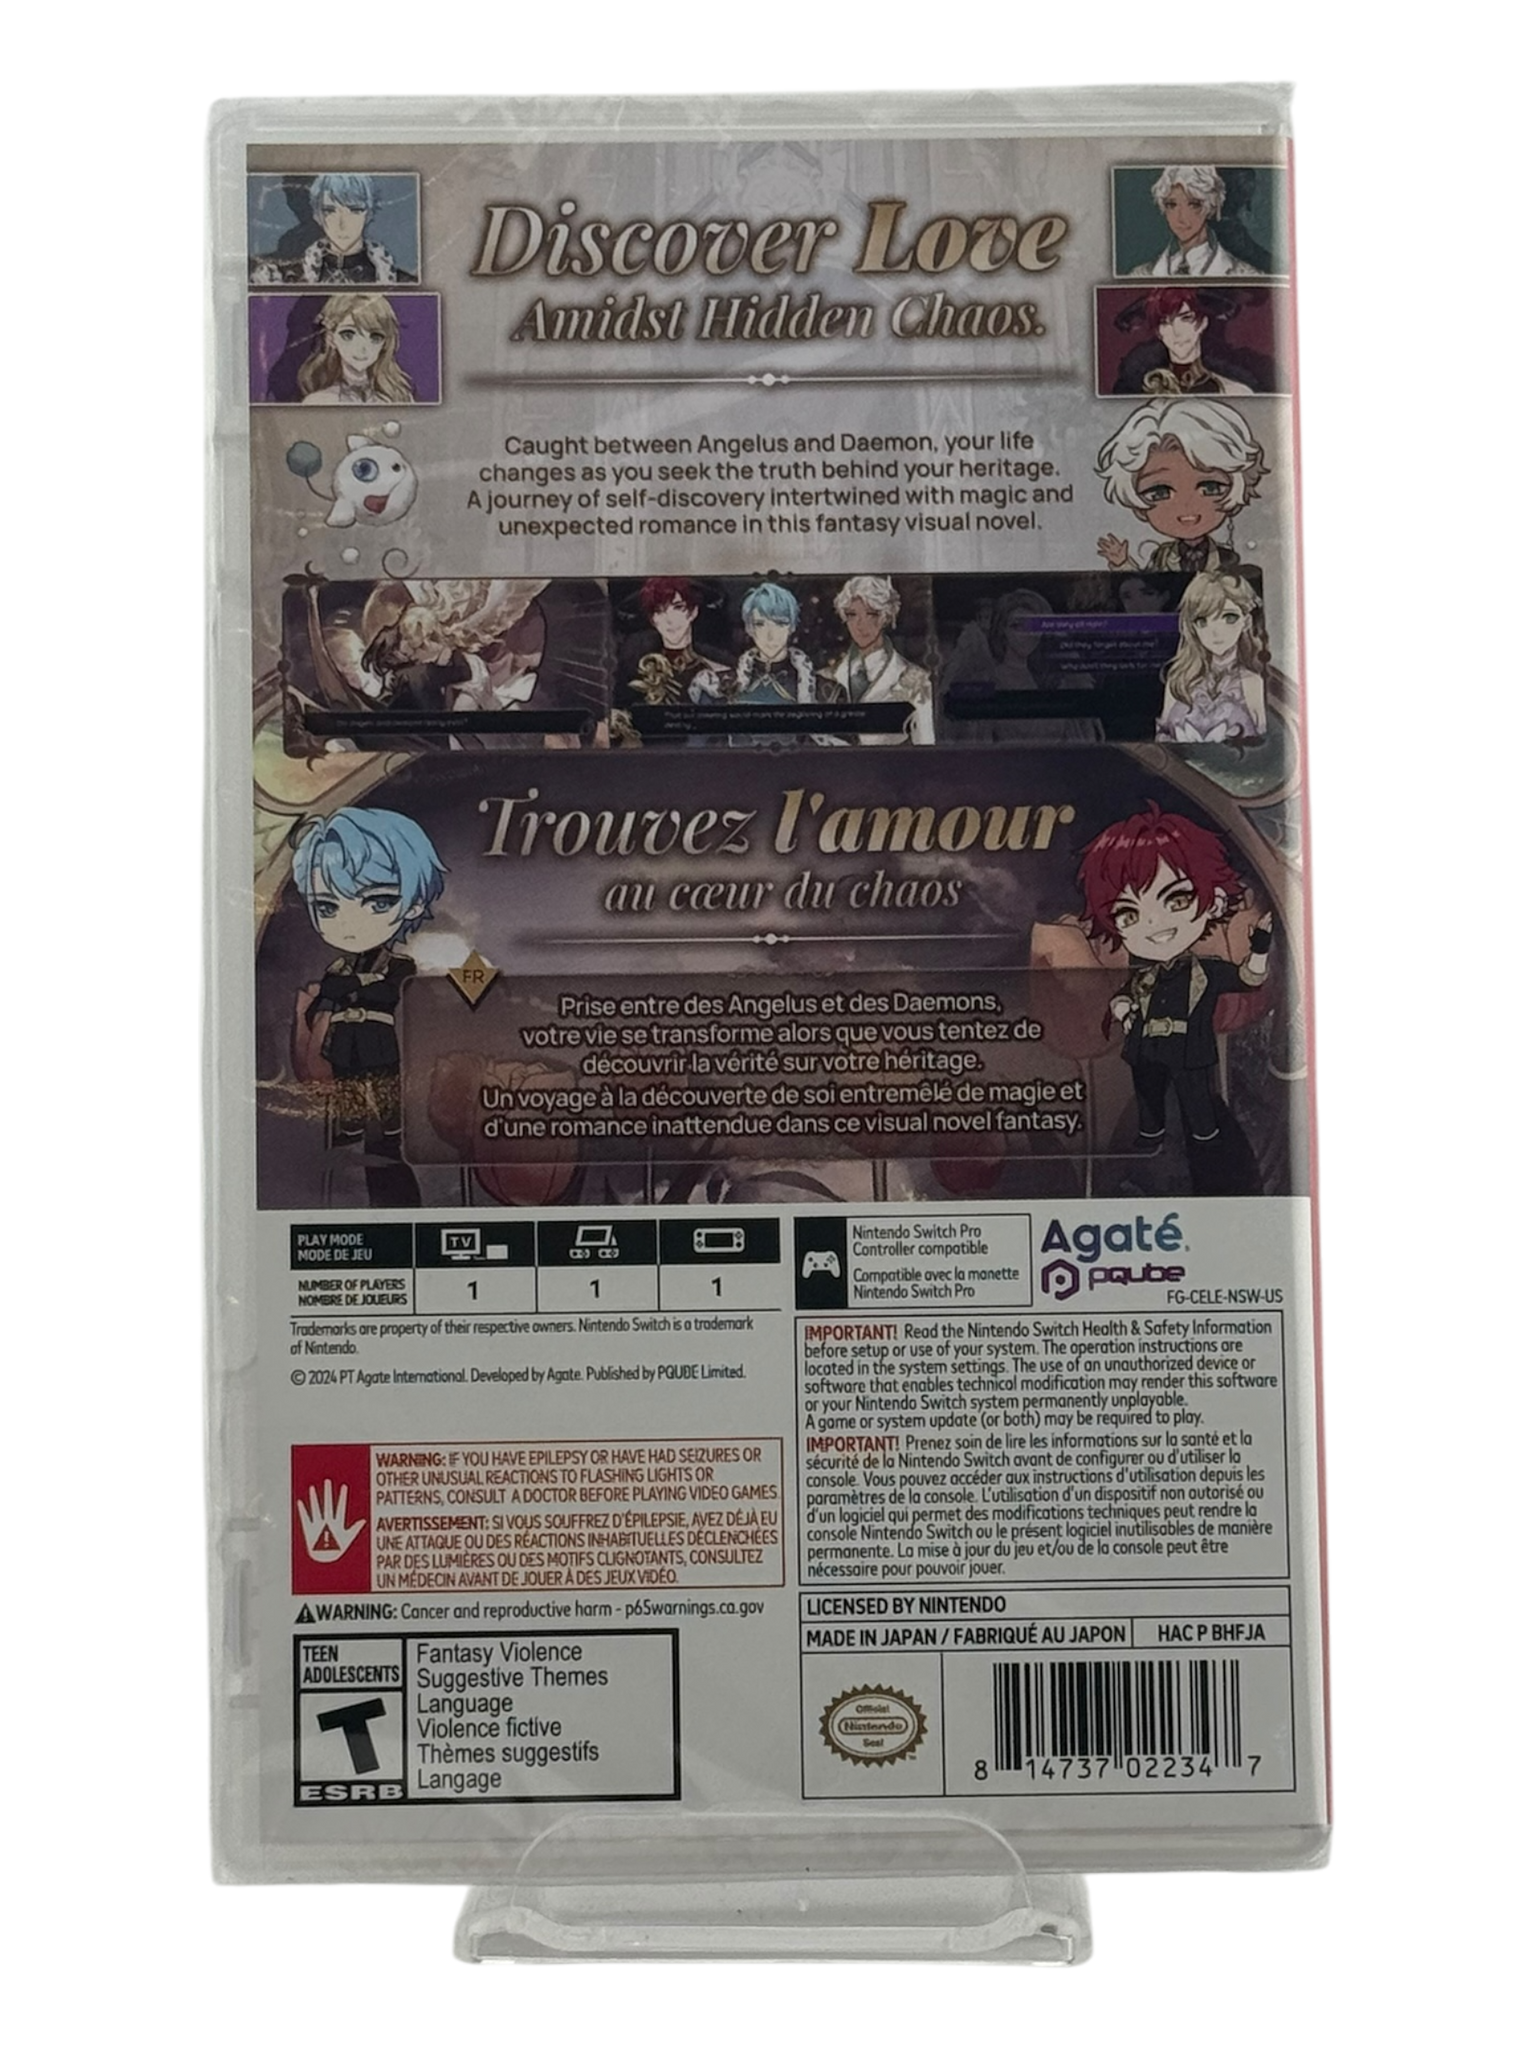 Discover Love
Amidst Hidden Chaos.
Caught between Angelus and Daemon, your life
changes as you seek the truth behind your heritage.
A journey of self-discovery intertwined with magic and
unexpected romance in this fantasy visual novel.
Are they all right?
Did they forget about me?
Trouvez l'amour
au cœur du chaos
FR
Prise entre des Angelus et des Daemons,
votre vie se transforme alors que vous tentez de
découvrir la vérité sur votre héritage.
Un voyage à la découverte de soi entremêlé de magie et
d'une romance inattendue dans ce visual novel fantasy.
PLAY MODE
MODE DE JEU
TV
NUMBER OF PLAYERS
NOMBRE DE JOUEURS
1 1 1
Trademarks are property of their respective owners. Nintendo Switch is a trademark
of Nintendo.
© 2024 PT Agate International. Developed by Agate. Published by PQUBE Limited.
WARNING: IF YOU HAVE EPILEPSY OR HAVE HAD SEIZURES OR
OTHER UNUSUAL REACTIONS TO FLASHING LIGHTS OR
PATTERNS, CONSULT A DOCTOR BEFORE PLAYING VIDEO GAMES.
AVERTISSEMENT: SI VOUS SOUFFREZ D'ÉPILEPSIE, AVEZ DÉJÀ EU
UNE ATTAQUE OU DES RÉACTIONS INHABITUELLES DÉCLENCHÉES
PAR DES LUMIÈRES OU DES MOTIFS CLIGNOTANTS, CONSULTEZ
UN MÉDECIN AVANT DE JOUER À DES JEUX VIDÉO.
WARNING: Cancer and reproductive harm - p65warnings.ca.gov
TEEN
ADOLESCENTS
T
ESRB
Fantasy Violence
Suggestive Themes
Language
Violence fictive
Thèmes suggestifs
Langage
Nintendo Switch Pro
Controller compatible
Compatible avec la manette
Nintendo Switch Pro
Agaté
PQube
FG-CELE-NSW-US
IMPORTANT! Read the Nintendo Switch Health & Safety Information
before setup or use of your system. The operation instructions are
located in the system settings. The use of an unauthorized device or
software that enables technical modification may render this software
or your Nintendo Switch system permanently unplayable.
A game or system update (or both) may be required to play.
IMPORTANT! Prenez soin de lire les informations sur la santé et la
sécurité de la Nintendo Switch avant de configurer ou d'utiliser la
console. Vous pouvez accéder aux instructions d'utilisation depuis les
paramètres de la console. L'utilisation d'un dispositif non autorisé ou
d'un logiciel qui permet des modifications techniques peut rendre la
console Nintendo Switch ou le présent logiciel inutilisables de manière
permanente. La mise à jour du jeu et/ou de la console peut être
nécessaire pour pouvoir jouer.
LICENSED BY NINTENDO
MADE IN JAPAN / FABRIQUÉ AU JAPON HAC P BHFJA
Official
Nintendo
Seal
8 14737 02234 7